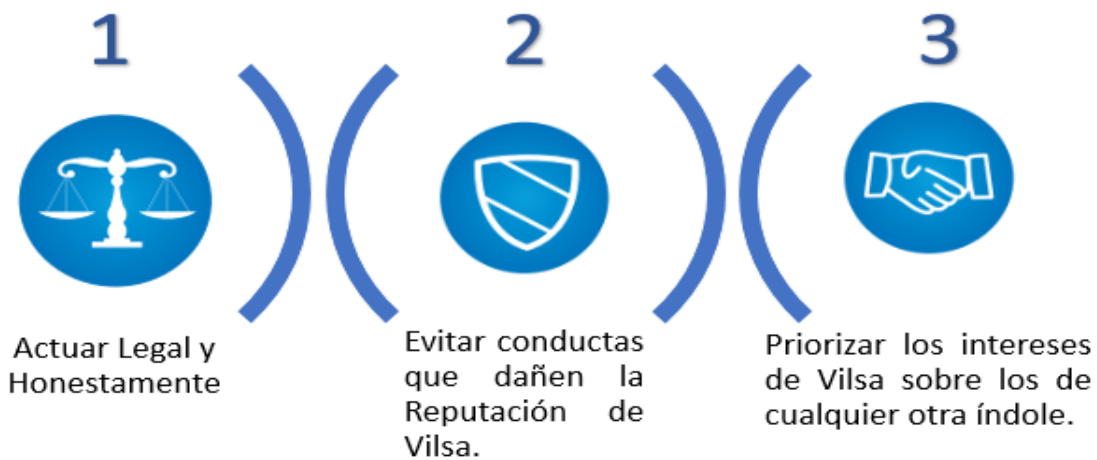 1
Actuar Legal y
Honestamente
2
Evitar conductas
que dañen la
Reputación de
Vilsa.
3
Priorizar los intereses
de Vilsa sobre los de
cualquier otra índole.